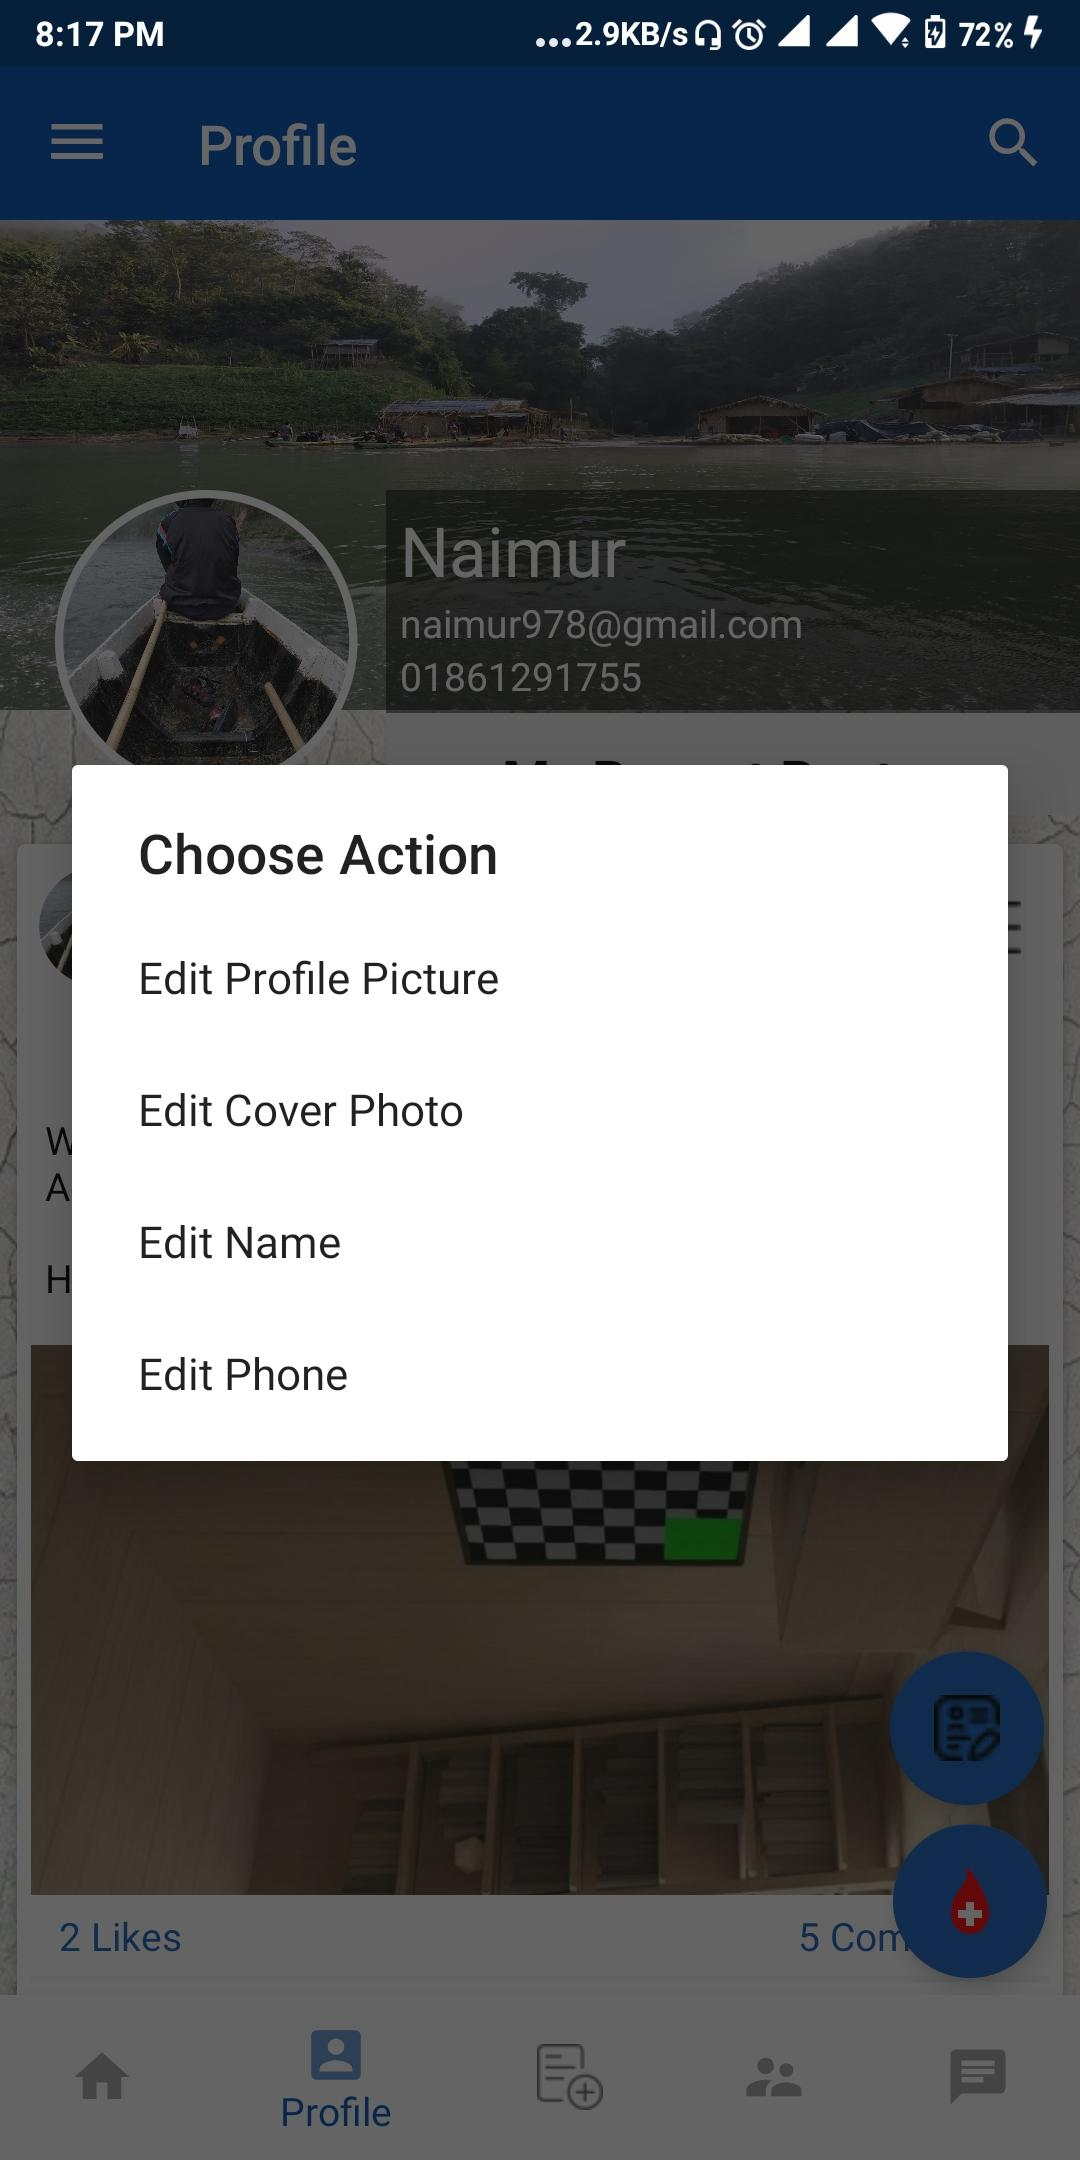 8:17 PM
...2.9KB/s 72%
Profile
Naimur
naimur978@gmail.com
01861291755
Choose Action
Edit Profile Picture
Edit Cover Photo
W
A
Edit Name
H
Edit Phone
2 Likes
5 Com
Profile